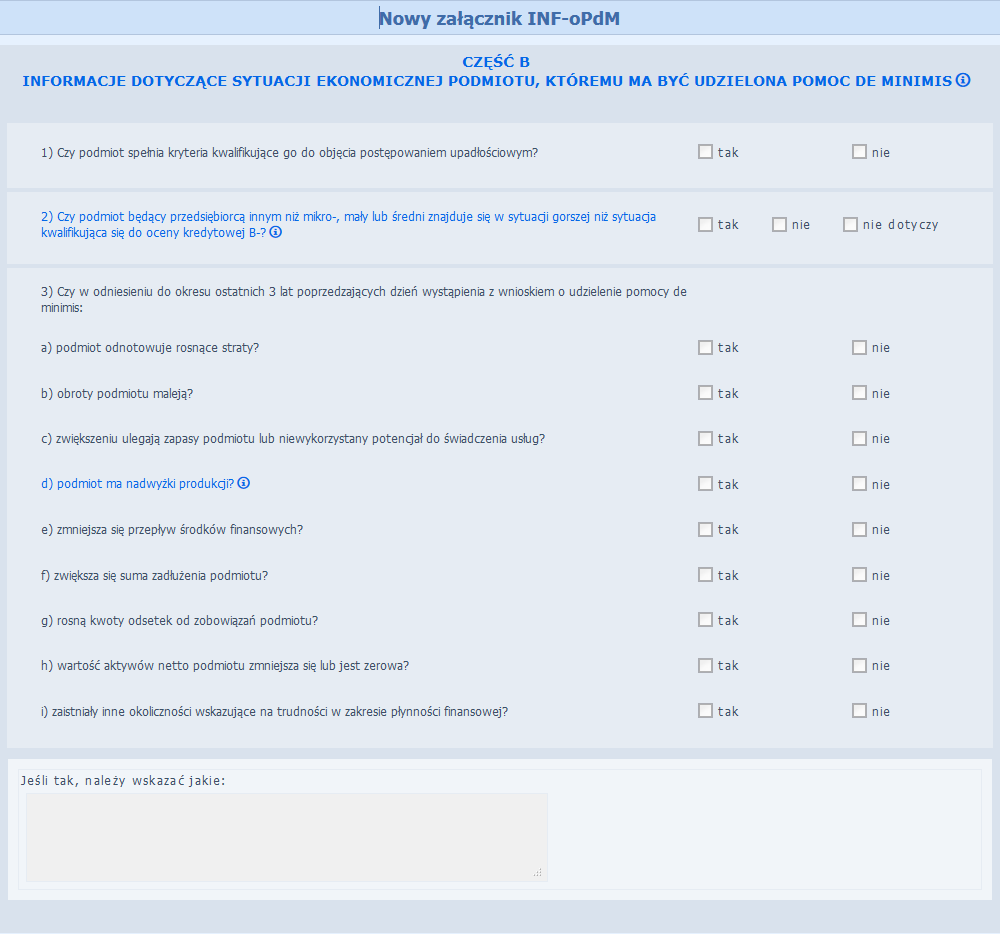 Nowy załącznik INF-oPdM
CZĘŚĆ B
INFORMACJE DOTYCZĄCE SYTUACJI EKONOMICZNEJ PODMIOTU, KTÓREMU MA BYĆ UDZIELONA POMOC DE MINIMIS
1) Czy podmiot spełnia kryteria kwalifikujące go do objęcia postępowaniem upadłościowym? tak nie
2) Czy podmiot będący przedsiębiorcą innym niż mikro-, mały lub średni znajduje się w sytuacji gorszej niż sytuacja
kwalifikująca się do oceny kredytowej B-? tak nie nie dotyczy
3) Czy w odniesieniu do okresu ostatnich 3 lat poprzedzających dzień wystąpienia z wnioskiem o udzielenie pomocy de
minimis:
a) podmiot odnotowuje rosnące straty? tak nie
b) obroty podmiotu maleją? tak nie
c) zwiększeniu ulegają zapasy podmiotu lub niewykorzystany potencjał do świadczenia usług? tak nie
d) podmiot ma nadwyżki produkcji? tak nie
e) zmniejsza się przepływ środków finansowych? tak nie
f) zwiększa się suma zadłużenia podmiotu? tak nie
g) rosną kwoty odsetek od zobowiązań podmiotu? tak nie
h) wartość aktywów netto podmiotu zmniejsza się lub jest zerowa? tak nie
i) zaistniały inne okoliczności wskazujące na trudności w zakresie płynności finansowej? tak nie
Jeśli tak, należy wskazać jakie: